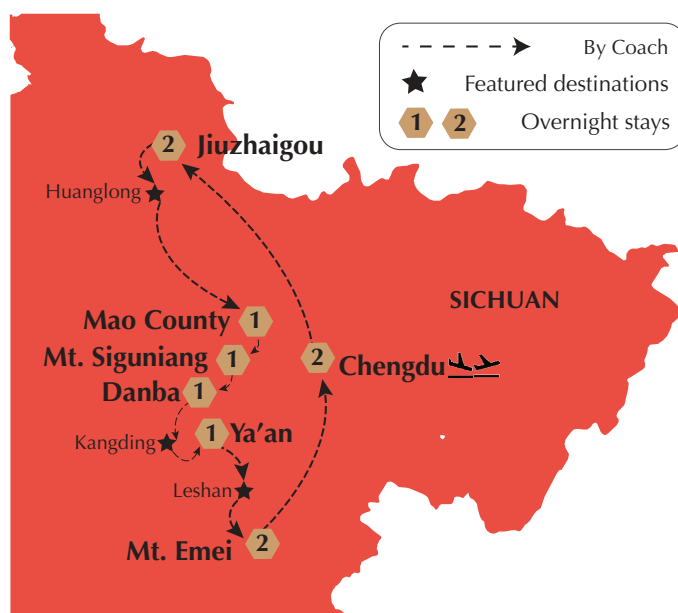 By Coach
Featured destinations
1 2 Overnight stays
2 Jiuzhaigou
Huanglong
SICHUAN
Mao County 1
Mt. Siguniang 1
2 Chengdu
Danba 1
1 Ya’an
Kangding
Leshan
Mt. Emei 2